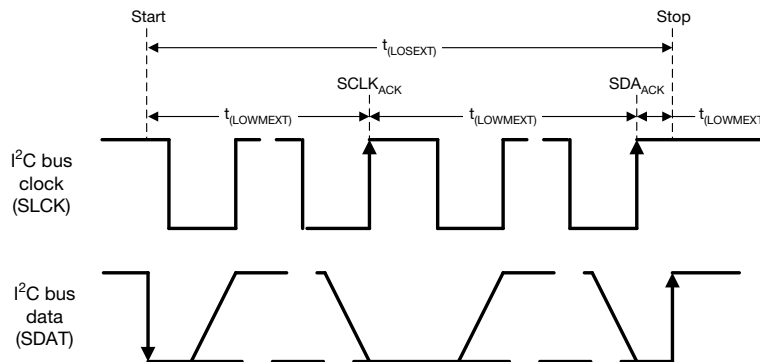 Start Stop
t(LOSEXT)
SCLKACK SDAACK
t(LOWMEXT) t(LOWMEXT) t(LOWMEXT)
I2C bus
clock
(SLCK)
I2C bus
data
(SDAT)